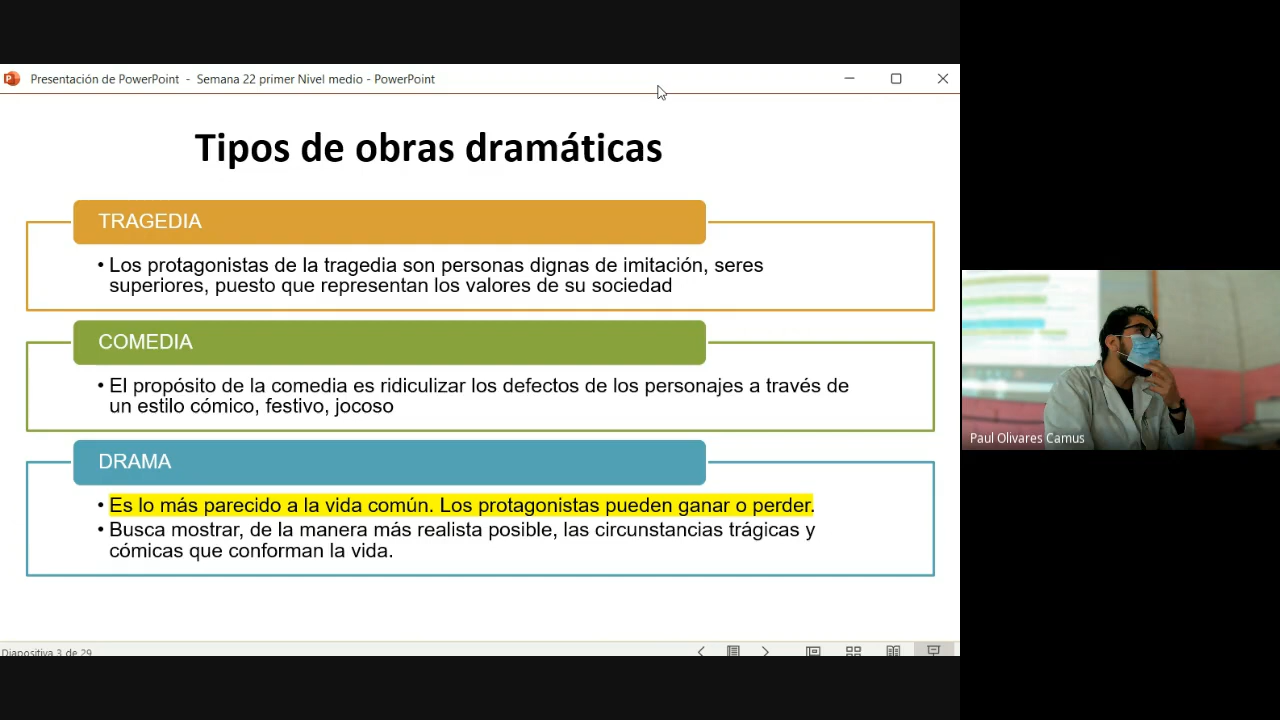 Presentación de PowerPoint - Semana 22 primer Nivel medio - PowerPoint
Tipos de obras dramáticas
TRAGEDIA
• Los protagonistas de la tragedia son personas dignas de imitación, seres
superiores, puesto que representan los valores de su sociedad
COMEDIA
• El propósito de la comedia es ridiculizar los defectos de los personajes a través de
un estilo cómico, festivo, jocoso
DRAMA
• Es lo más parecido a la vida común. Los protagonistas pueden ganar o perder.
• Busca mostrar, de la manera más realista posible, las circunstancias trágicas y
cómicas que conforman la vida.
Diapositiva 3 de 29
Paul Olivares Camus